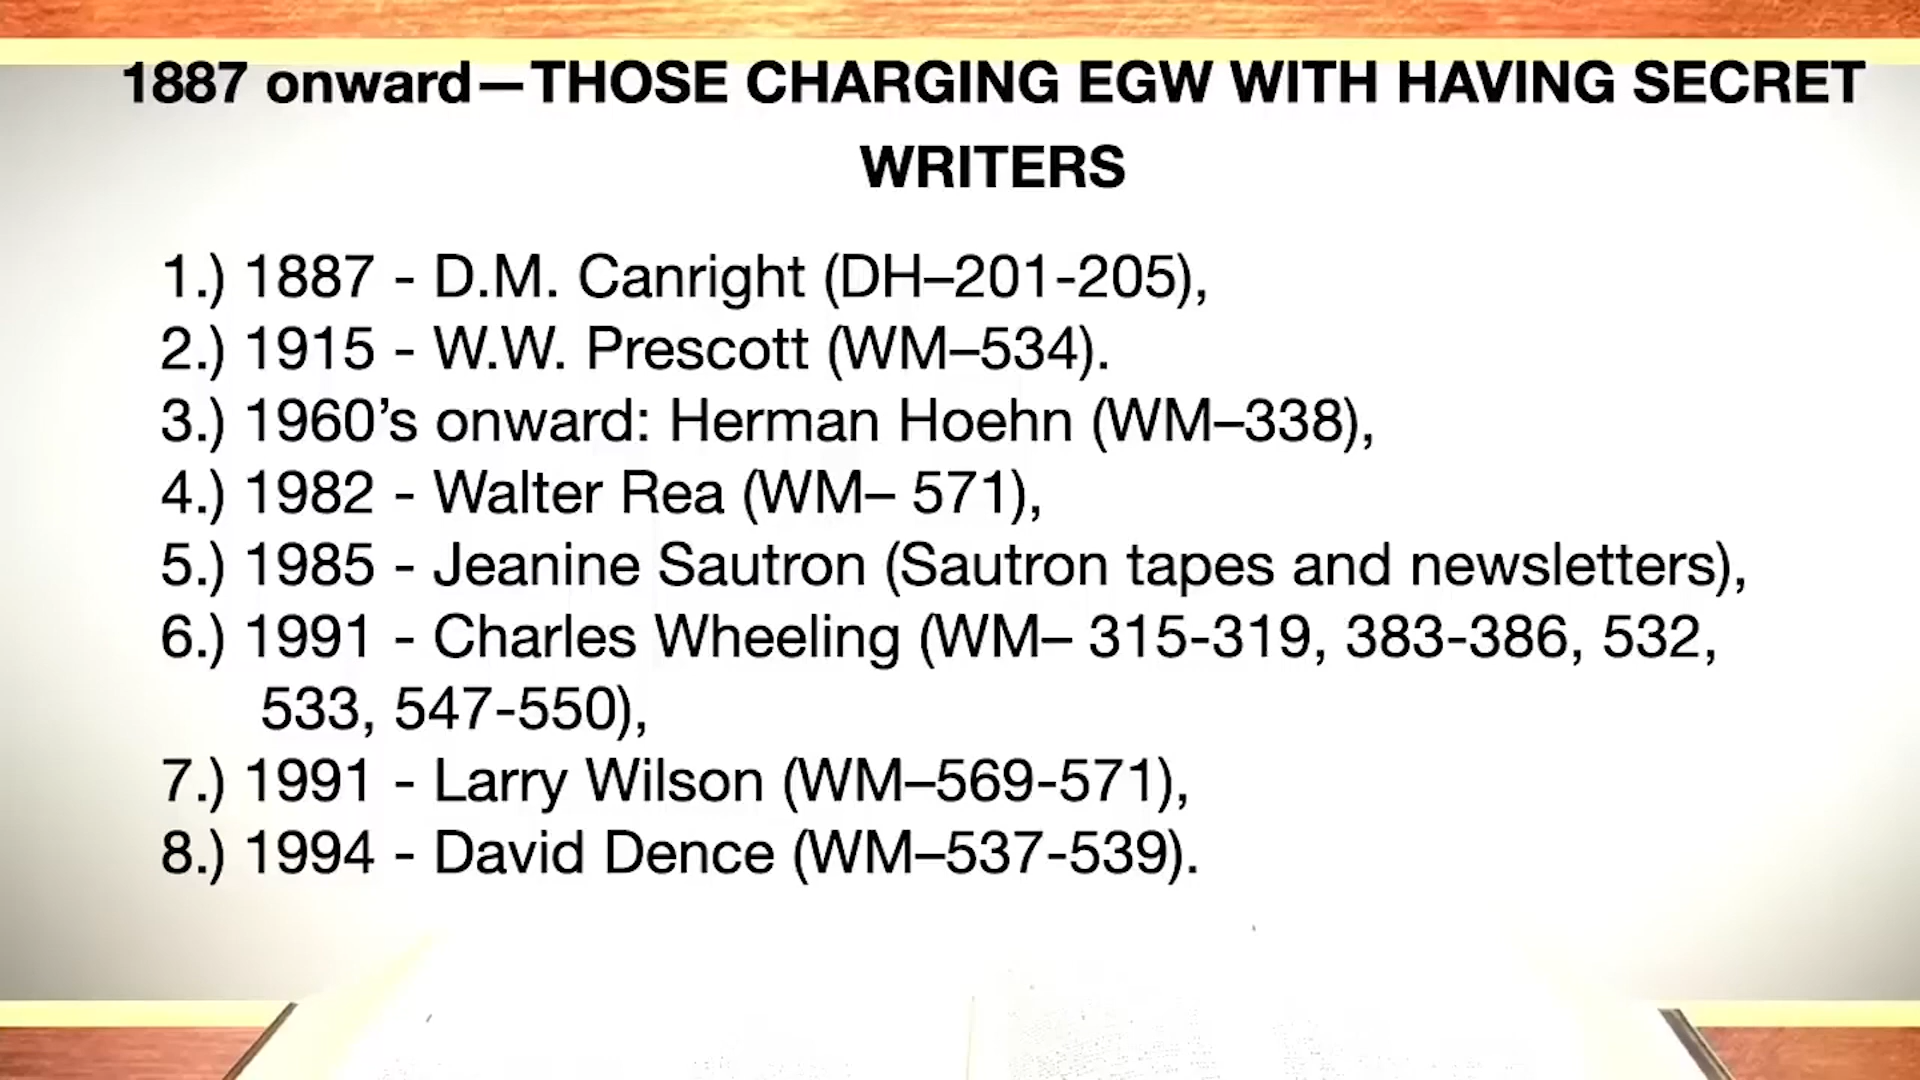 1887 onward—THOSE CHARGING EGW WITH HAVING SECRET
WRITERS
1.) 1887 - D.M. Canright (DH–201-205),
2.) 1915 - W.W. Prescott (WM–534).
3.) 1960’s onward: Herman Hoehn (WM–338),
4.) 1982 - Walter Rea (WM– 571),
5.) 1985 - Jeanine Sautron (Sautron tapes and newsletters),
6.) 1991 - Charles Wheeling (WM– 315-319, 383-386, 532,
533, 547-550),
7.) 1991 - Larry Wilson (WM–569-571),
8.) 1994 - David Dence (WM–537-539).